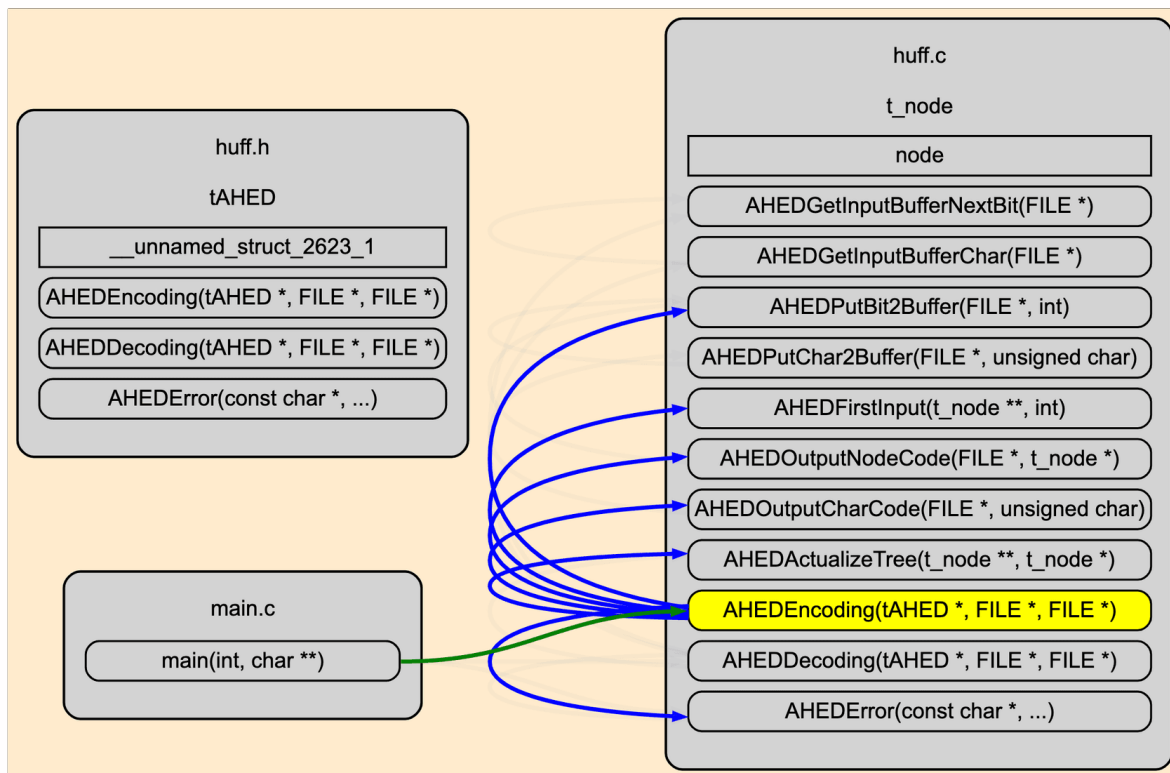 huff.h
tAHED
__unnamed_struct_2623_1
AHEDEncoding(tAHED *, FILE *, FILE *)
AHEDDecoding(tAHED *, FILE *, FILE *)
AHEDError(const char *, ...)
main.c
main(int, char **)
huff.c
t_node
node
AHEDGetInputBufferNextBit(FILE *)
AHEDGetInputBufferChar(FILE *)
AHEDPutBit2Buffer(FILE *, int)
AHEDPutChar2Buffer(FILE *, unsigned char)
AHEDFirstInput(t_node **, int)
AHEDOutputNodeCode(FILE *, t_node *)
AHEDOutputCharCode(FILE *, unsigned char)
AHEDActualizeTree(t_node **, t_node *)
AHEDEncoding(tAHED *, FILE *, FILE *)
AHEDDecoding(tAHED *, FILE *, FILE *)
AHEDError(const char *, ...)